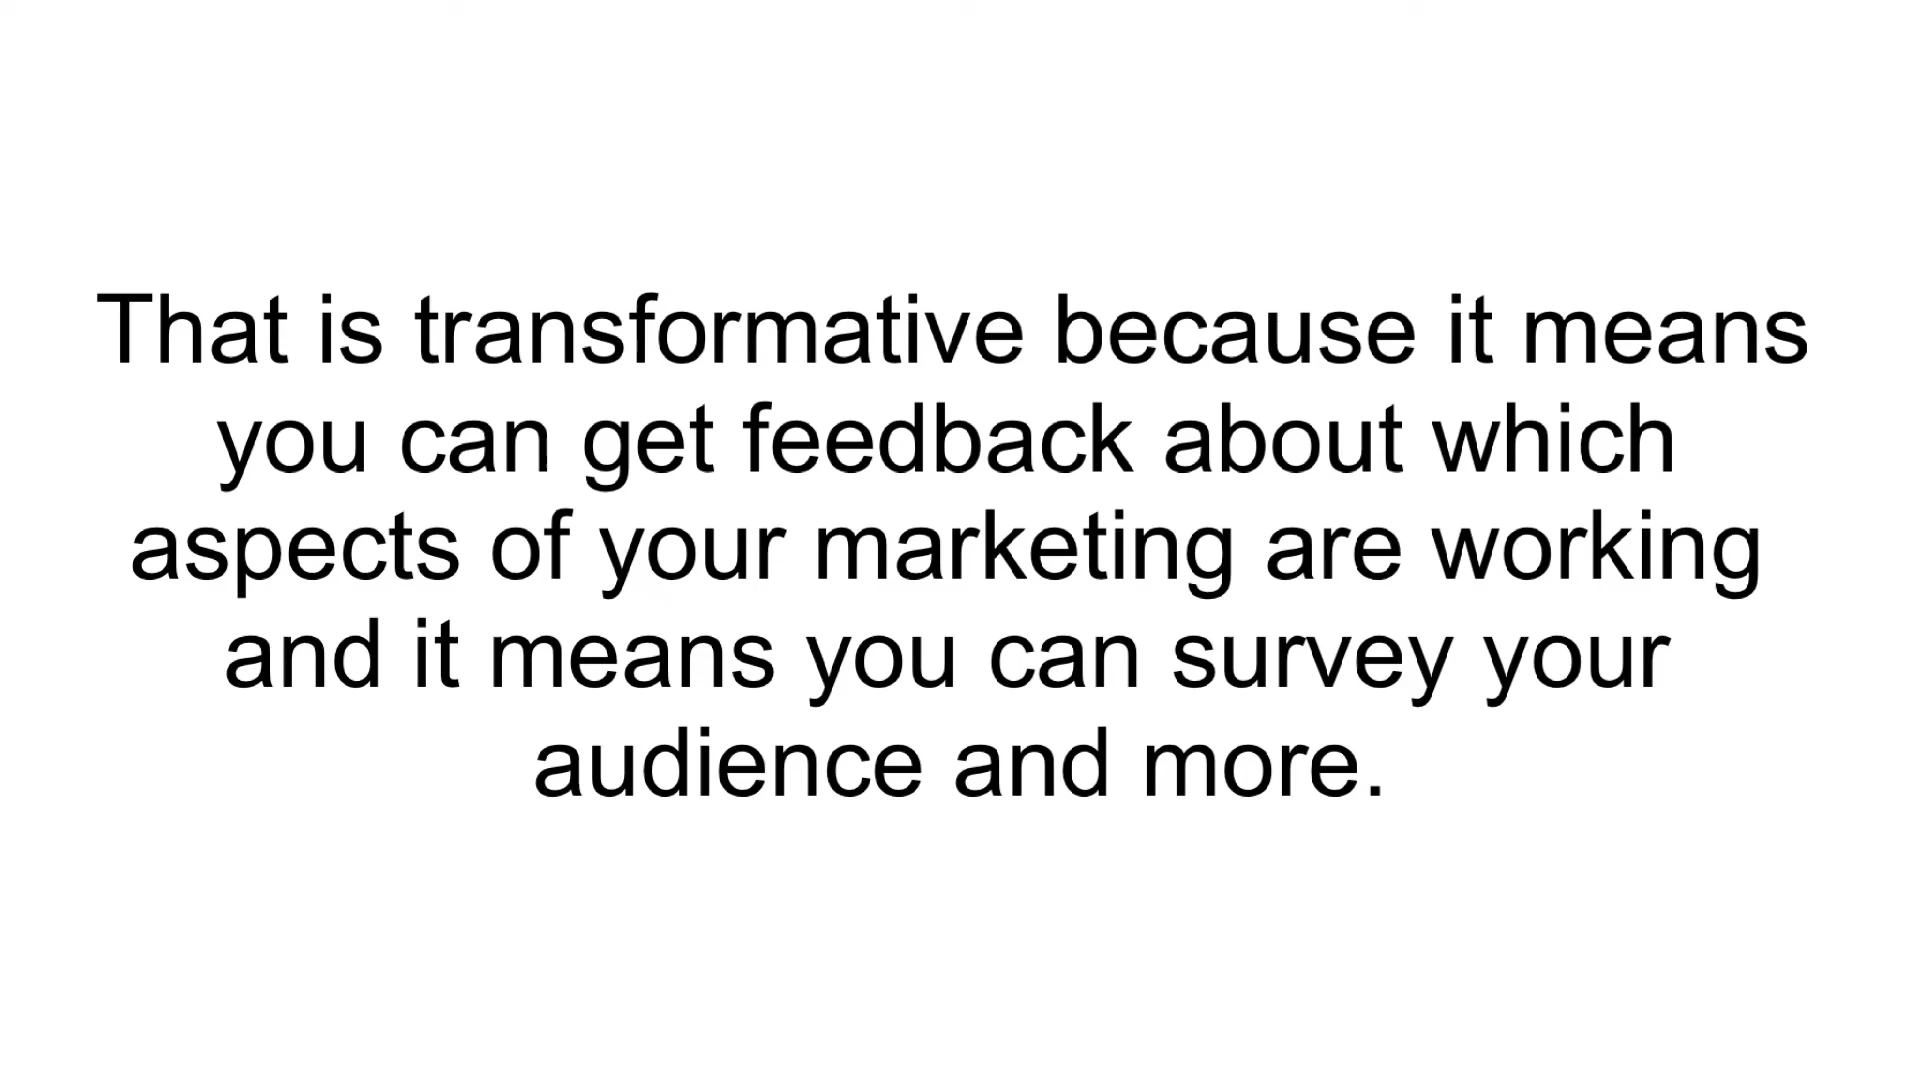 That is transformative because it means
you can get feedback about which
aspects of your marketing are working
and it means you can survey your
audience and more.